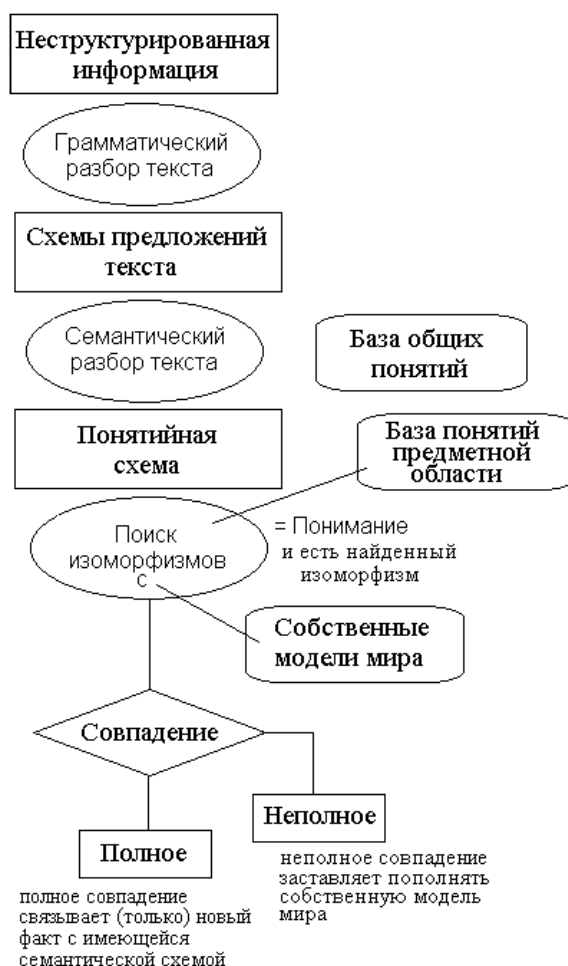 Неструктурированная
информация
Грамматический
разбор текста
Схемы предложений
текста
Семантический
разбор текста
База общих
понятий
Понятийная
схема
База понятий
предметной
области
Поиск
изоморфизмов
с
= Понимание
и есть найденный
изоморфизм
Собственные
модели мира
Совпадение
Неполное
Полное
неполное совпадение
заставляет пополнять
собственную модель
мира
полное совпадение
связывает (только) новый
факт с имеющейся
семантической схемой